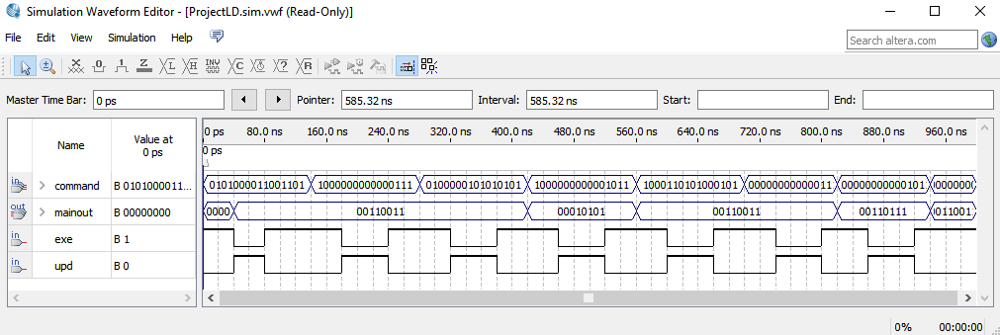 Simulation Waveform Editor - [ProjectLD.sim.vwf (Read-Only)]
File Edit View Simulation Help
Search altera.com
Master Time Bar: 0 ps Pointer: 585.32 ns Interval: 585.32 ns Start: End:
Name Value at 0 ps
0 ps 80.0 ns 160.0 ns 240.0 ns 320.0 ns 400.0 ns 480.0 ns 560.0 ns 640.0 ns 720.0 ns 800.0 ns 880.0 ns 960.0 ns
0 ps
in command B 0101000011... 0101000011001101 1000000000000111 0100000101010101 1000000000001011 1000110101000101 0000000000000011 0000000000000101 000000
out mainout B 00000000 0000 00110011 00010101 00110011 00110111 011001
in exe B 1
in upd B 0
0% 00:00:00